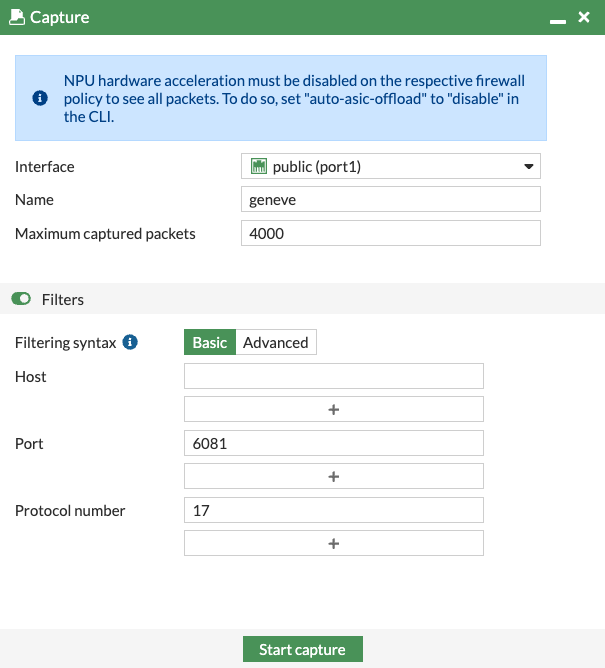 Capture
NPU hardware acceleration must be disabled on the respective firewall
policy to see all packets. To do so, set "auto-asic-offload" to "disable" in
the CLI.
Interface public (port1)
Name geneve
Maximum captured packets 4000
Filters
Filtering syntax Basic Advanced
Host
+
Port 6081
+
Protocol number 17
+
Start capture